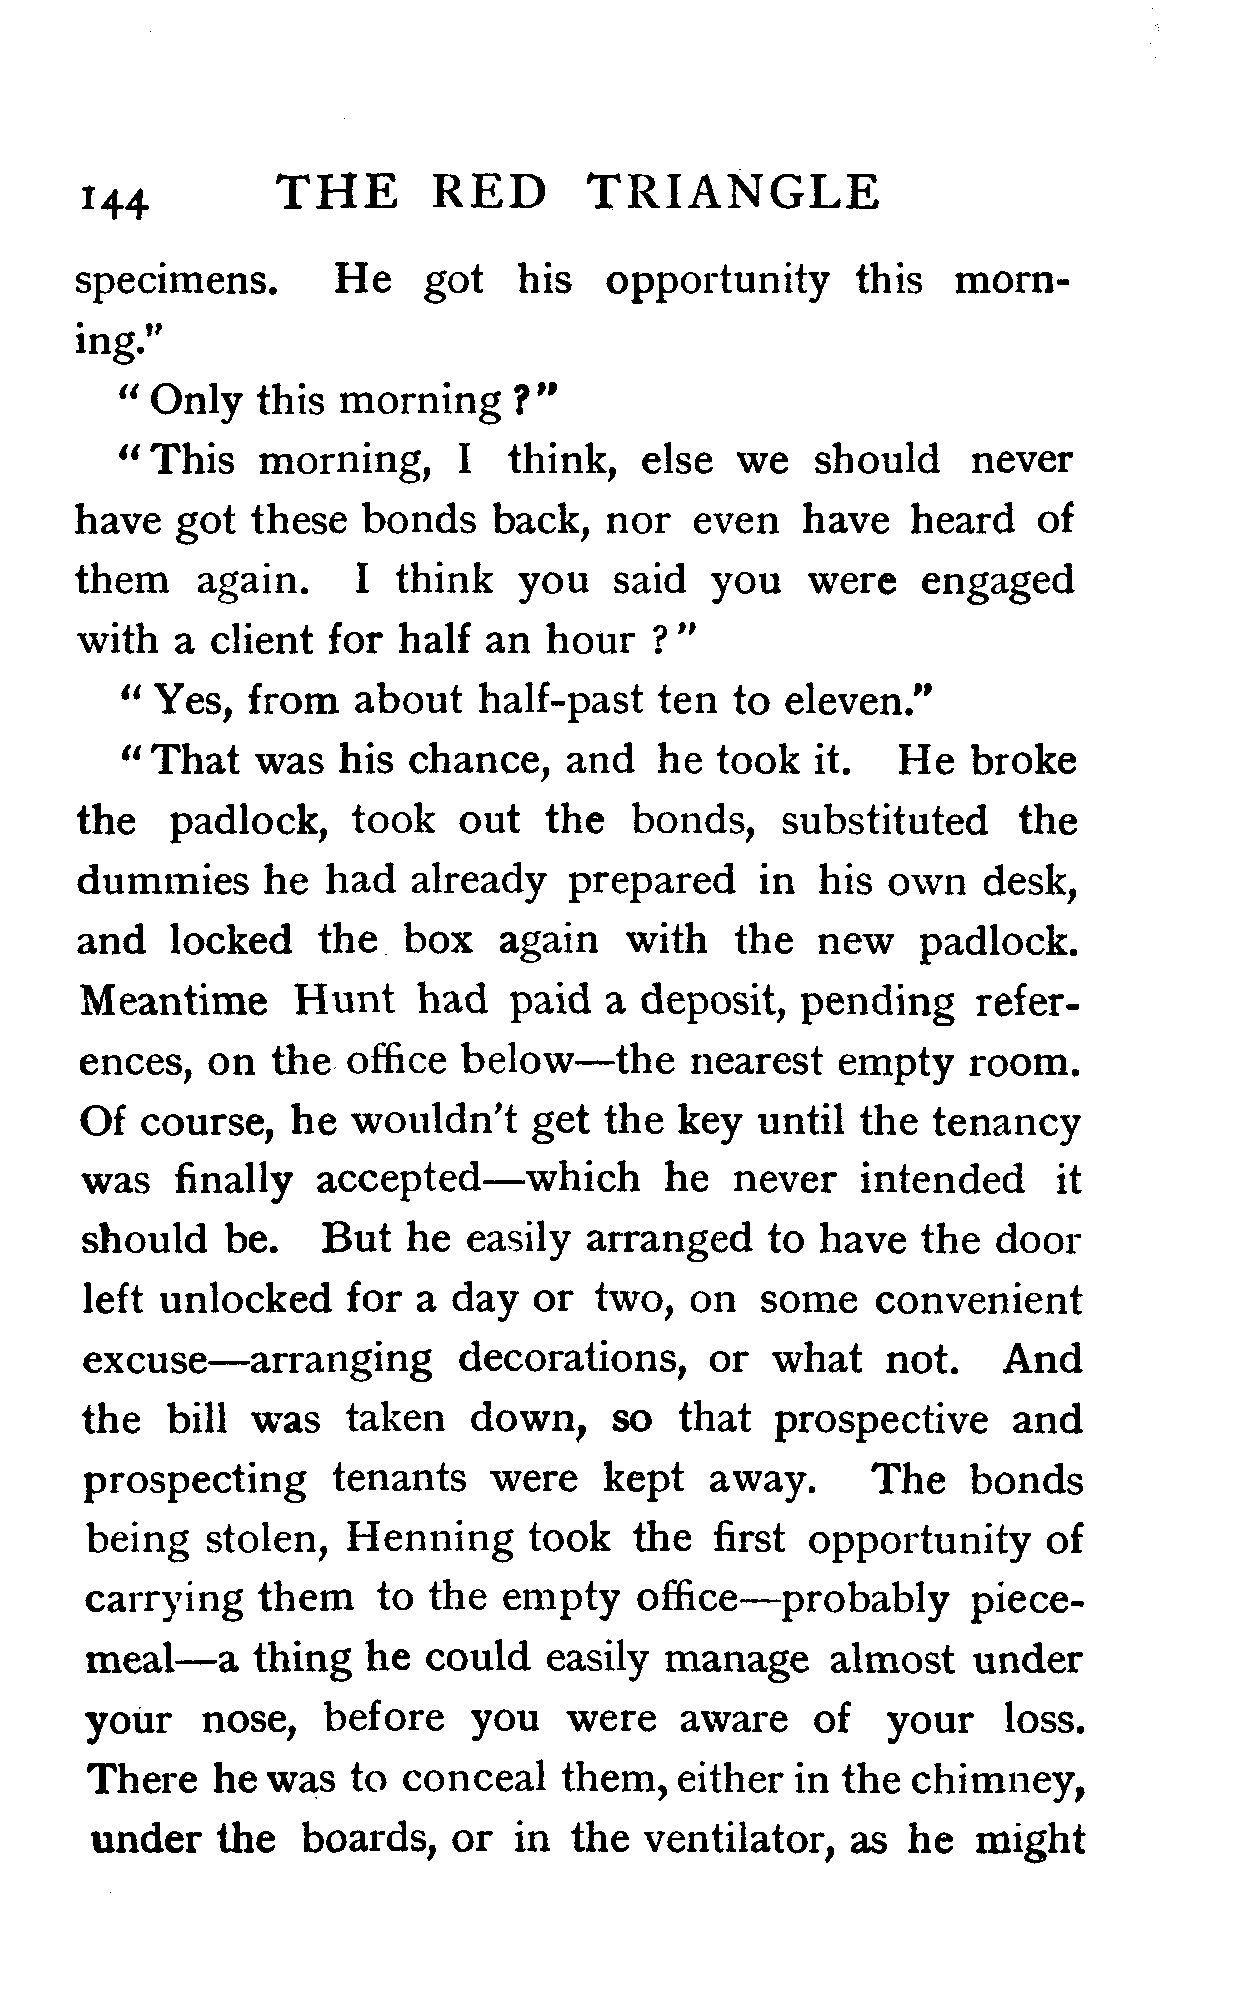 144 THE RED TRIANGLE
specimens. He got his opportunity this morn-
ing."
"Only this morning?"
"This morning, I think, else we should never
have got these bonds back, nor even have heard of
them again. I think you said you were engaged
with a client for half an hour?"
"Yes, from about half-past ten to eleven."
"That was his chance, and he took it. He broke
the padlock, took out the bonds, substituted the
dummies he had already prepared in his own desk,
and locked the box again with the new padlock.
Meantime Hunt had paid a deposit, pending refer-
ences, on the office below—the nearest empty room.
Of course, he wouldn't get the key until the tenancy
was finally accepted—which he never intended it
should be. But he easily arranged to have the door
left unlocked for a day or two, on some convenient
excuse—arranging decorations, or what not. And
the bill was taken down, so that prospective and
prospecting tenants were kept away. The bonds
being stolen, Henning took the first opportunity of
carrying them to the empty office—probably piece-
meal—a thing he could easily manage almost under
your nose, before you were aware of your loss.
There he was to conceal them, either in the chimney,
under the boards, or in the ventilator, as he might